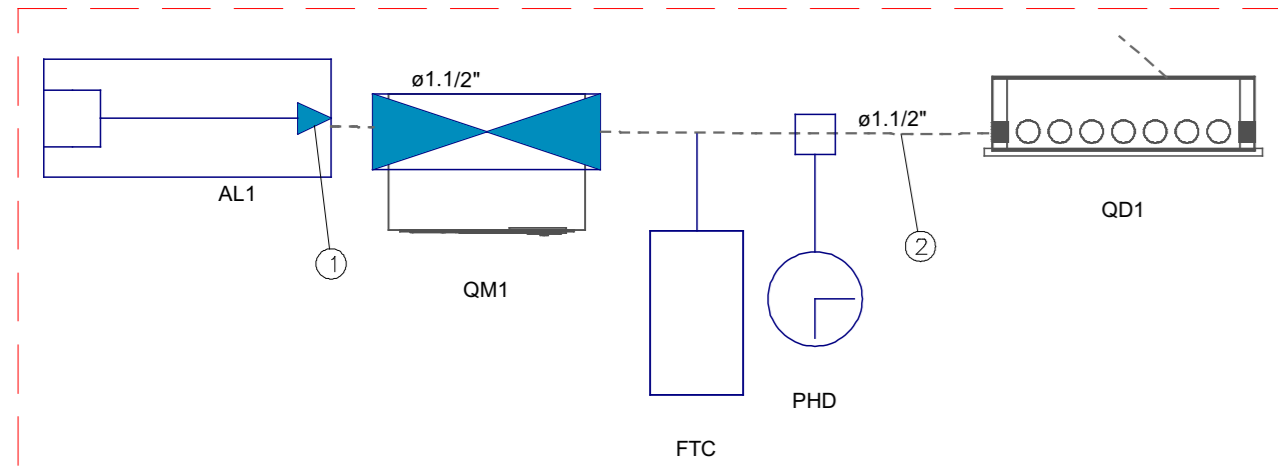 ø1.1/2"
ø1.1/2"
AL1
QD1
1
2
QM1
PHD
FTC